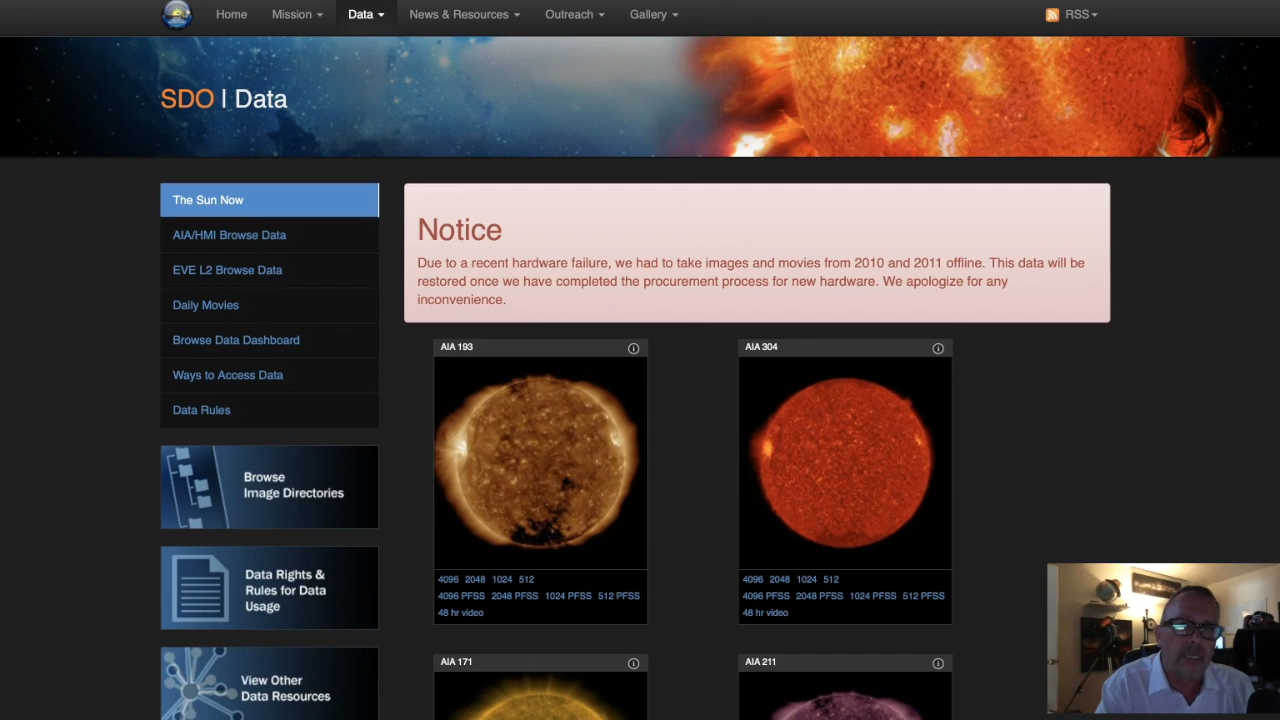 Home Mission Data News & Resources Outreach Gallery RSS
SDO | Data
The Sun Now
AIA/HMI Browse Data
EVE L2 Browse Data
Daily Movies
Browse Data Dashboard
Ways to Access Data
Data Rules
Browse
Image Directories
Data Rights &
Rules for Data
Usage
View Other
Data Resources
Notice
Due to a recent hardware failure, we had to take images and movies from 2010 and 2011 offline. This data will be
restored once we have completed the procurement process for new hardware. We apologize for any
inconvenience.
AIA 193
4096 2048 1024 512
4096 PFSS 2048 PFSS 1024 PFSS 512 PFSS
48 hr video
AIA 304
4096 2048 1024 512
4096 PFSS 2048 PFSS 1024 PFSS 512 PFSS
48 hr video
AIA 171
AIA 211